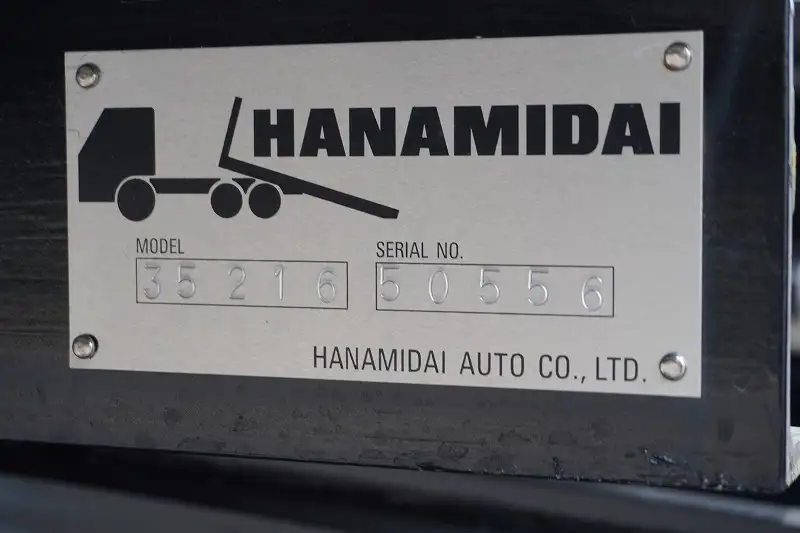 HANAMIDAI
MODEL
35216
SERIAL NO.
50556
HANAMIDAI AUTO CO., LTD.